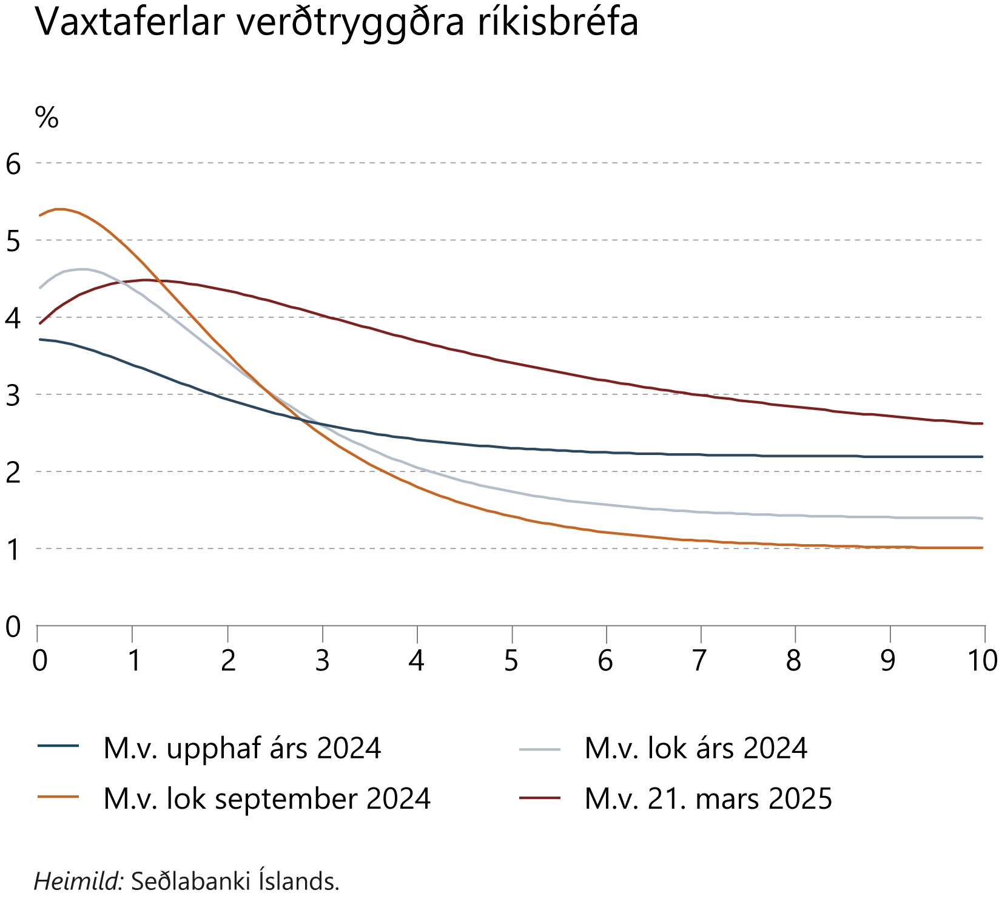 Vaxtaferlar verðtryggðra ríkisbréfa
%
6
5
4
3
2
1
0
0 1 2 3 4 5 6 7 8 9 10
M.v. upphaf árs 2024
M.v. lok árs 2024
M.v. lok september 2024
M.v. 21. mars 2025
Heimild: Seðlabanki Íslands.